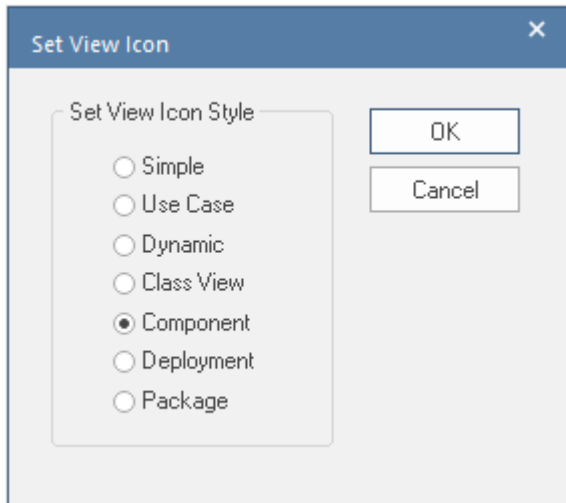 Set View Icon
Set View Icon Style
Simple
Use Case
Dynamic
Class View
Component
Deployment
Package
OK
Cancel